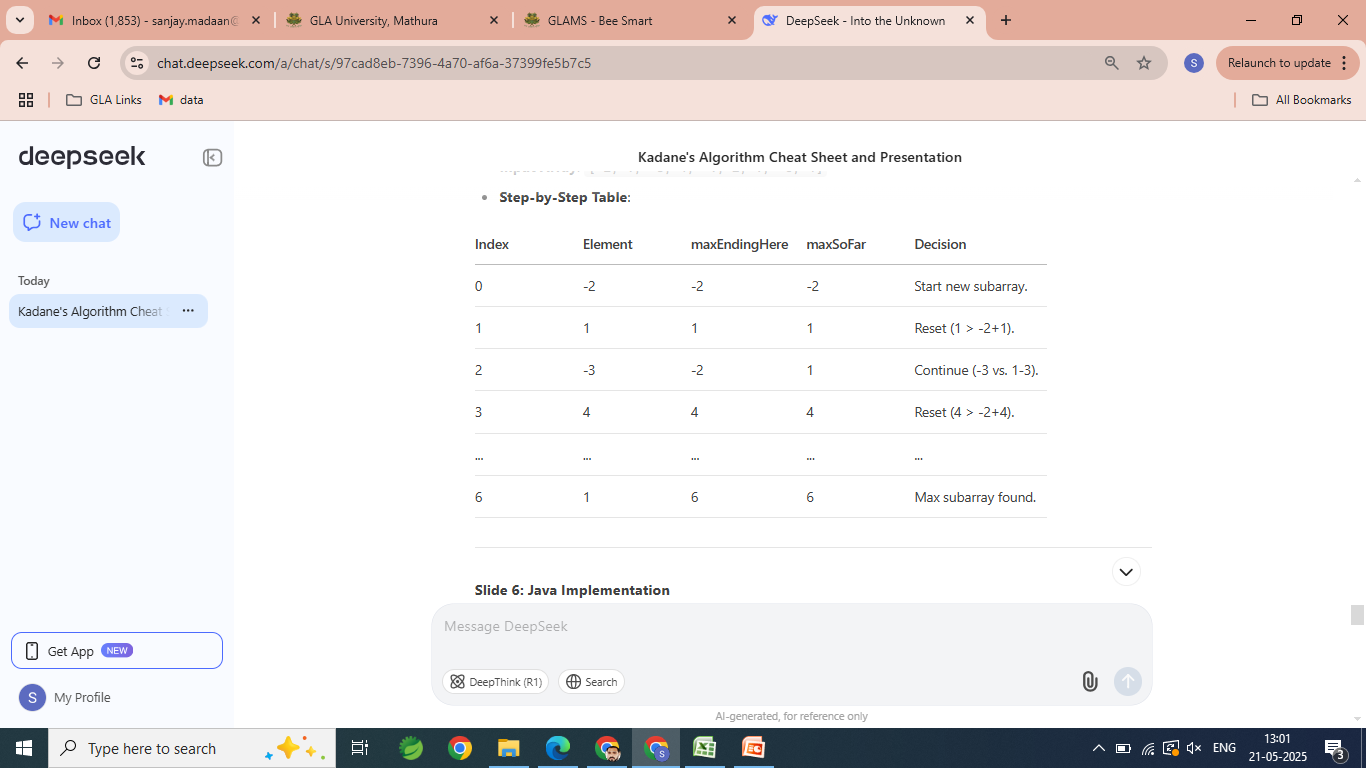 Inbox (1,853) - sanjay.madaan@
GLA University, Mathura
GLAMS - Bee Smart
DeepSeek - Into the Unknown
chat.deepseek.com/a/chat/s/97cad8eb-7396-4a70-af6a-37399fe5b7c5
S
Relaunch to update
GLA Links
data
All Bookmarks
deepseek
New chat
Today
Kadane's Algorithm Cheat
Get App NEW
S My Profile
Kadane's Algorithm Cheat Sheet and Presentation
Step-by-Step Table:
Index Element maxEndingHere maxSoFar Decision
0 -2 -2 -2 Start new subarray.
1 1 1 1 Reset (1 > -2+1).
2 -3 -2 1 Continue (-3 vs. 1-3).
3 4 4 4 Reset (4 > -2+4).
... ... ... ... ...
6 1 6 6 Max subarray found.
Slide 6: Java Implementation
Message DeepSeek
DeepThink (R1) Search
AI-generated, for reference only
Type here to search
S
ENG
13:01
21-05-2025
3